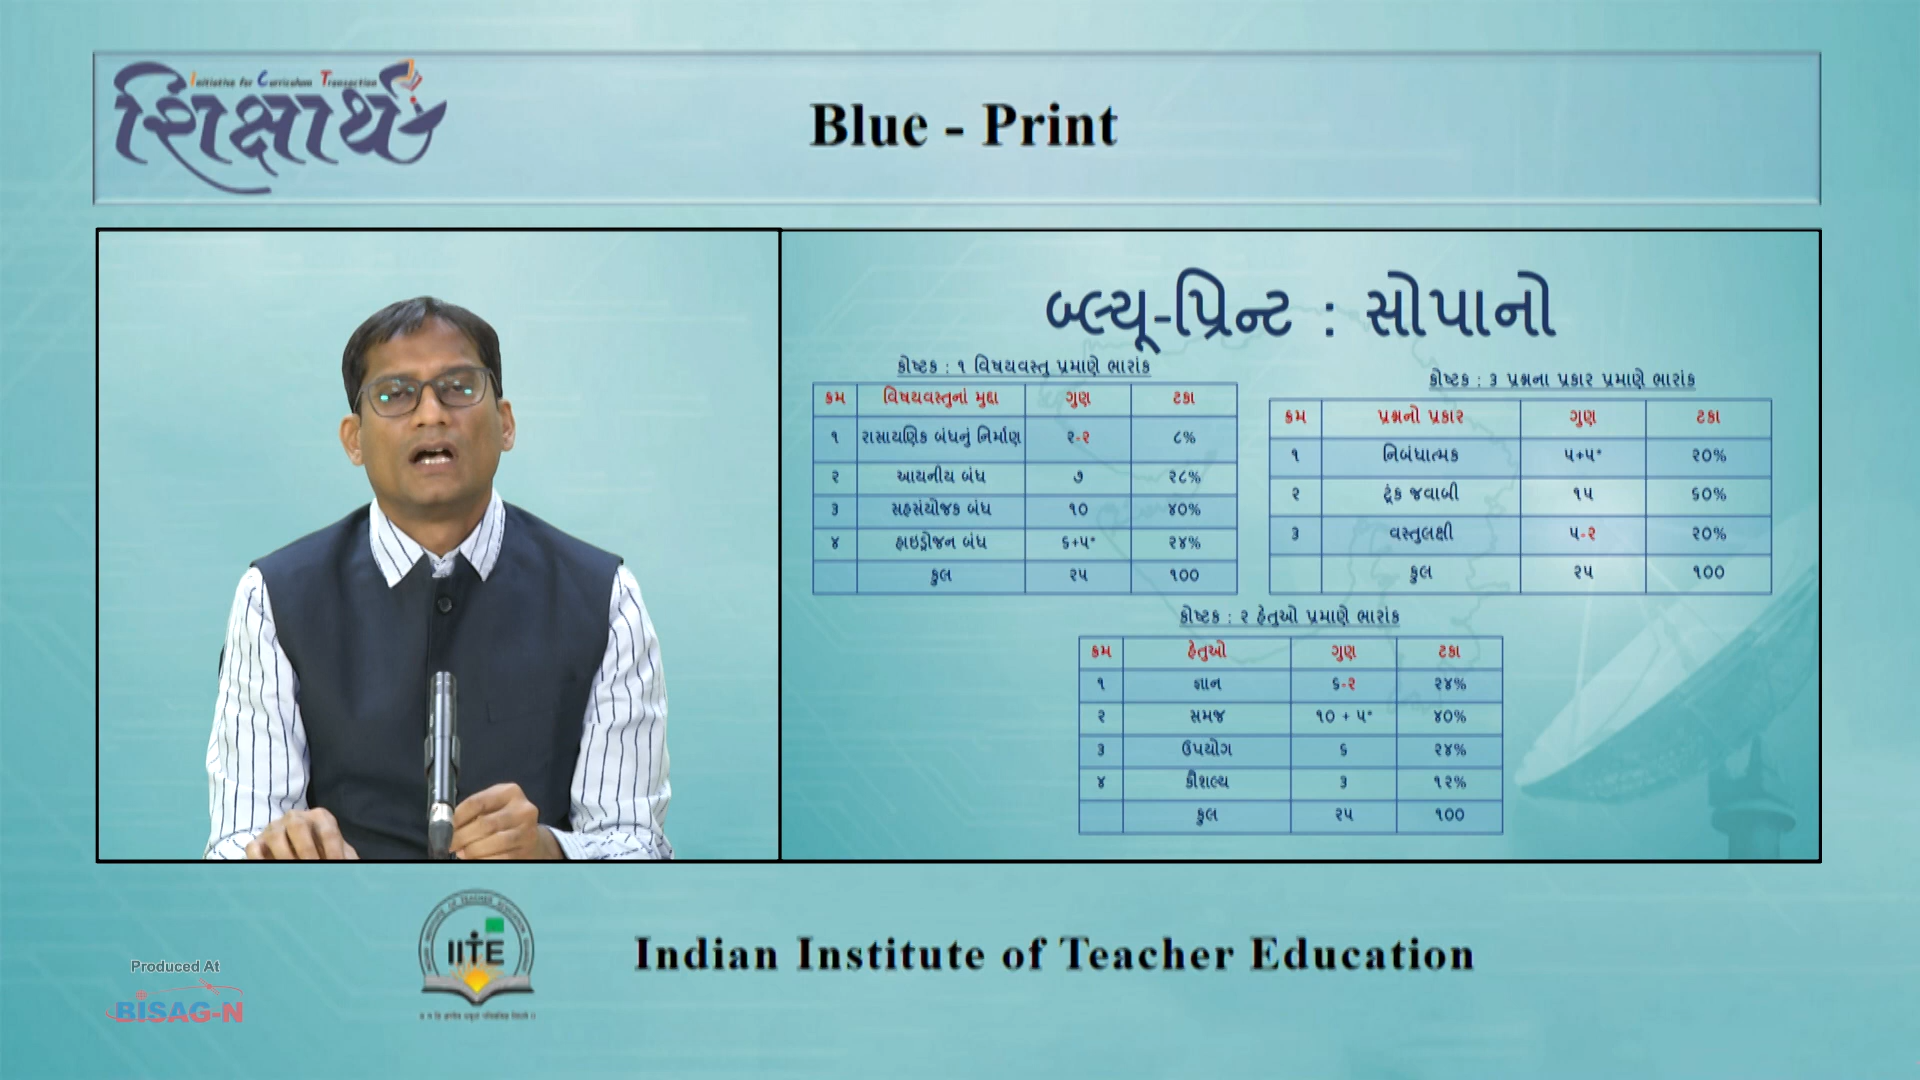 Initiative for Curriculum Transaction
શિક્ષાર્થ
Blue - Print
બ્લ્યૂ-પ્રિન્ટ : સોપાનો
કોષ્ટક : ૧ વિષયવસ્તુ પ્રમાણે ભારાંક
ક્રમ વિષયવસ્તુનાં મુદ્દા ગુણ ટકા
૧ રાસાયણિક બંધનું નિર્માણ ૨-૨ ૮%
૨ આયનીય બંધ ૭ ૨૮%
૩ સહસંયોજક બંધ ૧૦ ૪૦%
૪ હાઇડ્રોજન બંધ ૬+૫* ૨૪%
કુલ ૨૫ ૧૦૦
કોષ્ટક : ૩ પ્રશ્નના પ્રકાર પ્રમાણે ભારાંક
ક્રમ પ્રશ્નનો પ્રકાર ગુણ ટકા
૧ નિબંધાત્મક ૫+૫* ૨૦%
૨ ટૂંક જવાબી ૧૫ ૬૦%
૩ વસ્તુલક્ષી ૫-૨ ૨૦%
કુલ ૨૫ ૧૦૦
કોષ્ટક : ૨ હેતુઓ પ્રમાણે ભારાંક
ક્રમ હેતુઓ ગુણ ટકા
૧ જ્ઞાન ૬-૨ ૨૪%
૨ સમજ ૧૦ + ૫* ૪૦%
૩ ઉપયોગ ૬ ૨૪%
૪ કૌશલ્ય ૩ ૧૨%
કુલ ૨૫ ૧૦૦
IITE
Indian Institute of Teacher Education
Produced At
BISAG-N